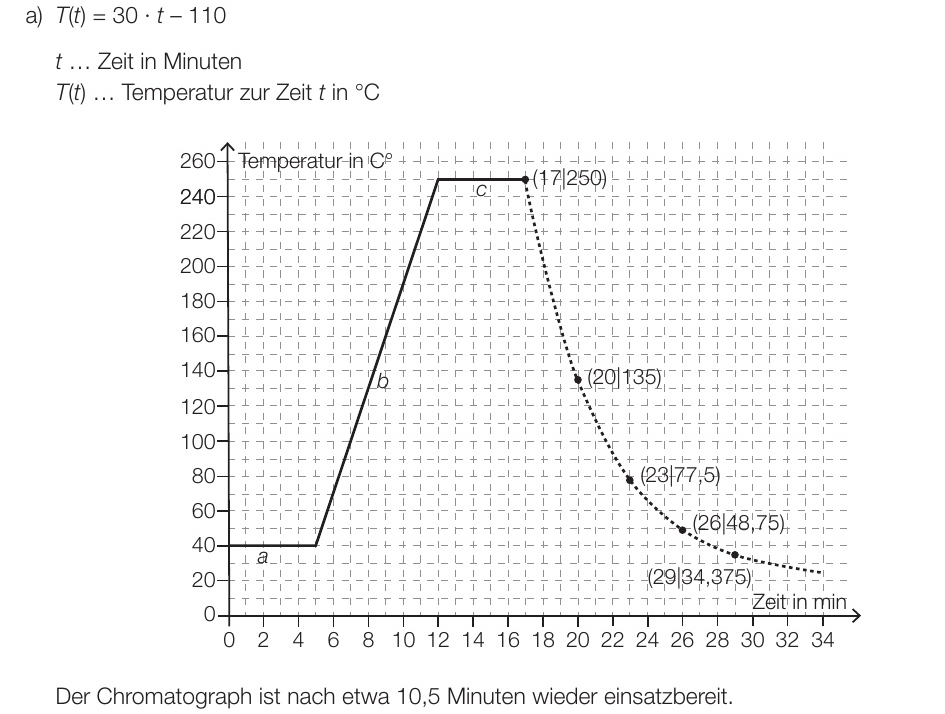 a) T(t) = 30 · t – 110
t … Zeit in Minuten
T(t) … Temperatur zur Zeit t in °C
Temperatur in C°
260
240
220
200
180
160
140
120
100
80
60
40
20
0
(17|250)
c
(20|135)
b
(23|77,5)
(26|48,75)
a
(29|34,375)
Zeit in min
0 2 4 6 8 10 12 14 16 18 20 22 24 26 28 30 32 34
Der Chromatograph ist nach etwa 10,5 Minuten wieder einsatzbereit.